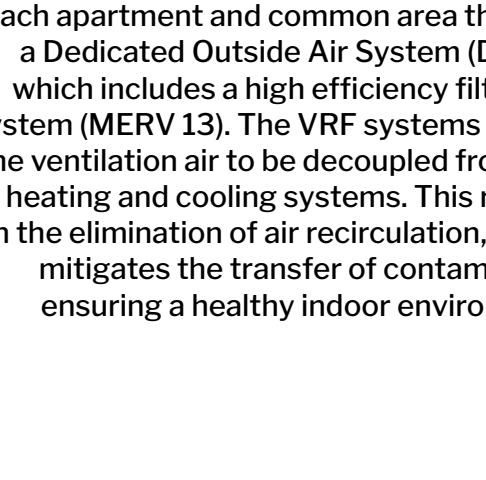 ach apartment and common area th
a Dedicated Outside Air System (D
which includes a high efficiency filt
ystem (MERV 13). The VRF systems
he ventilation air to be decoupled fro
heating and cooling systems. This r
n the elimination of air recirculation,
mitigates the transfer of contam
ensuring a healthy indoor enviro